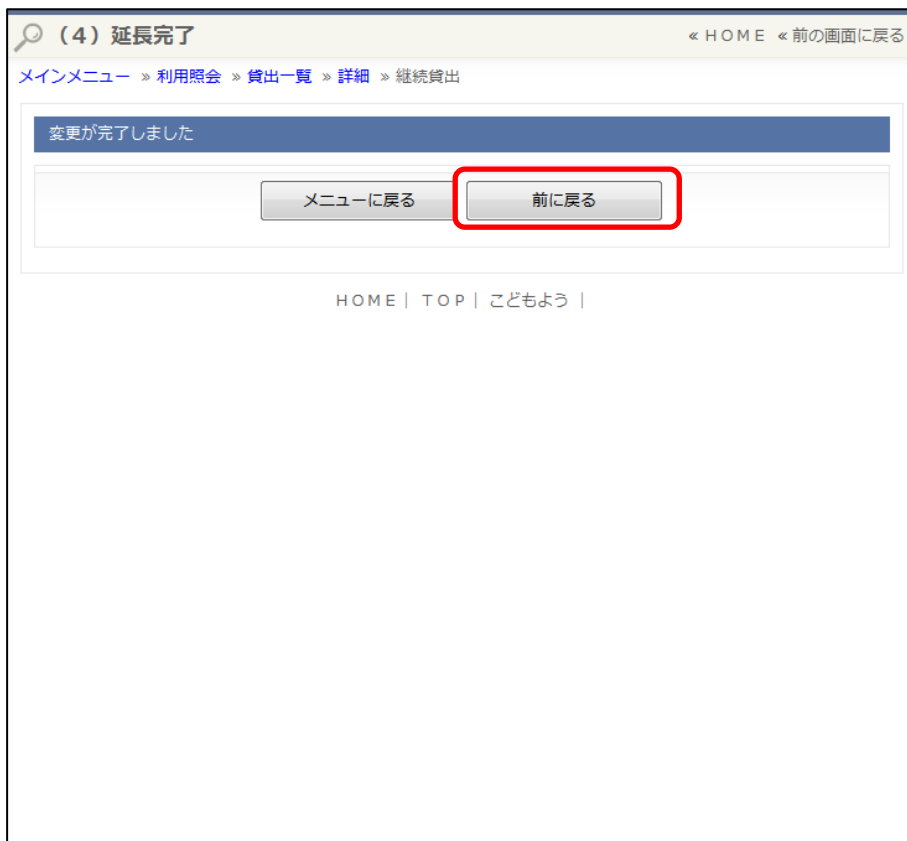 (4)延長完了 « HOME « 前の画面に戻る
メインメニュー » 利用照会 » 貸出一覧 » 詳細 » 継続貸出
変更が完了しました
メニューに戻る 前に戻る
HOME| TOP| こどもよう |